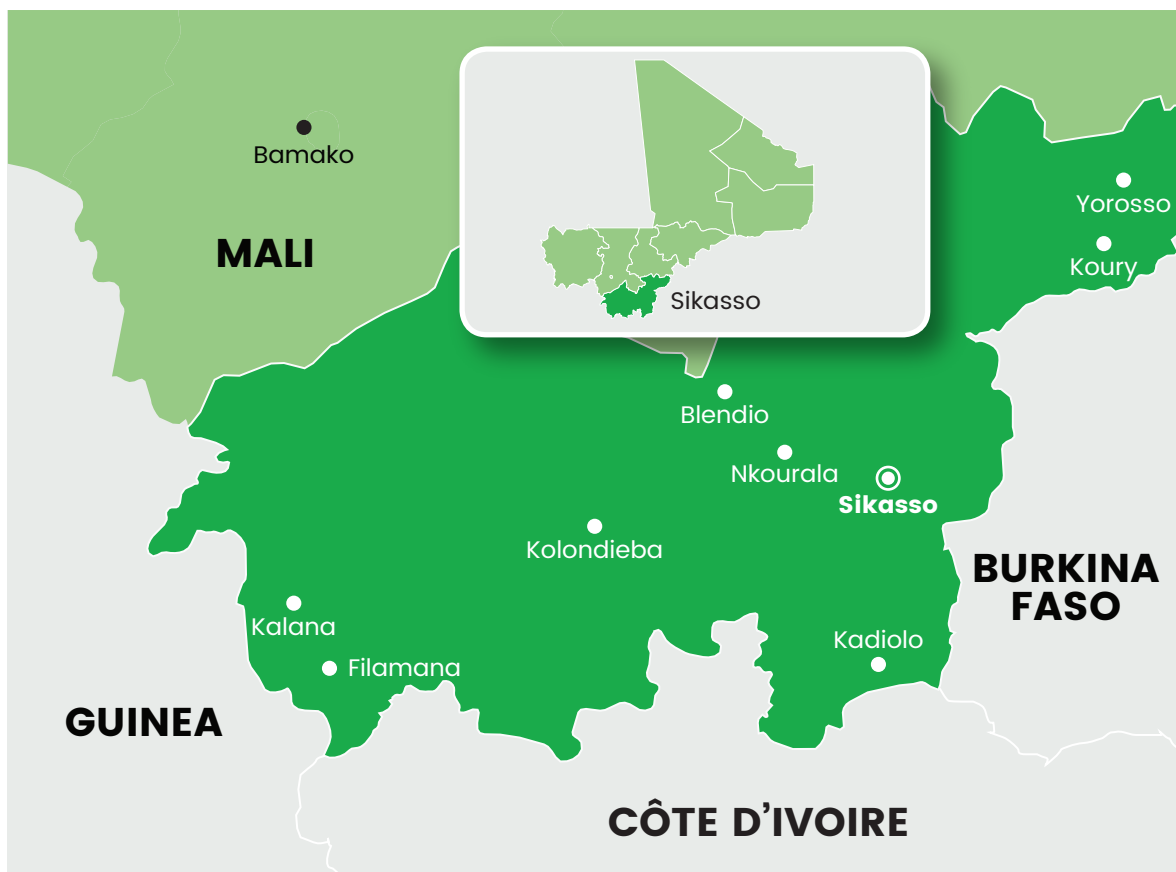 Bamako
MALI
Sikasso
Yorosso
Koury
Blendio
Nkourala
Sikasso
Kolondieba
BURKINA
FASO
Kalana
Filamana
Kadiolo
GUINEA
CÔTE D’IVOIRE